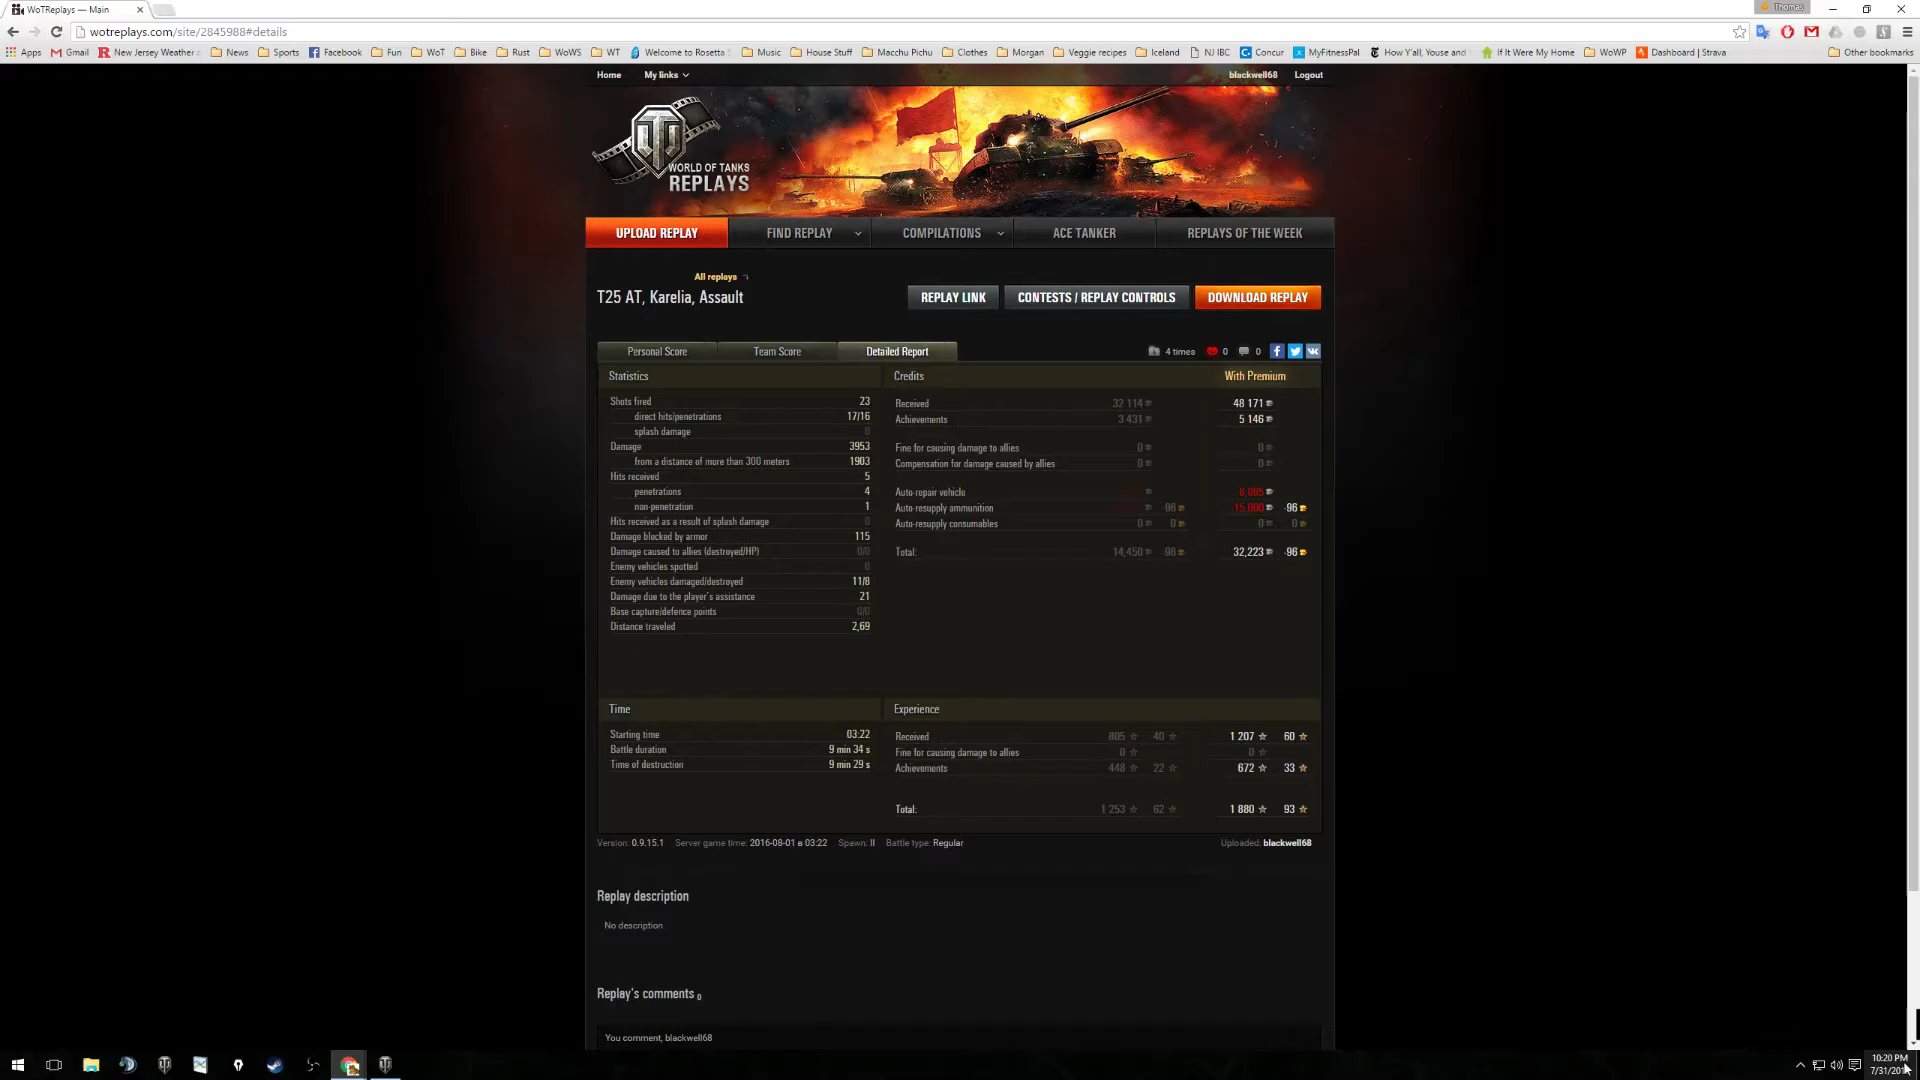 WoTReplays — Main
Thomas
wotreplays.com/site/2845988#details
Apps Gmail New Jersey Weather News Sports Facebook Fun WoT Bike Rust WoWS WT Welcome to Rosetta Music House Stuff Macchu Pichu Clothes Morgan Veggie recipes Iceland NJ IBC Concur MyFitnessPal How Y'all, Youse and If It Were My Home WoWP Dashboard | Strava Other bookmarks
Home My links blackwell68 Logout
WORLD OF TANKS
REPLAYS
UPLOAD REPLAY FIND REPLAY COMPILATIONS ACE TANKER REPLAYS OF THE WEEK
All replays
T25 AT, Karelia, Assault
REPLAY LINK CONTESTS / REPLAY CONTROLS DOWNLOAD REPLAY
Personal Score Team Score Detailed Report 4 times 0 0
Statistics Credits With Premium
Shots fired 23
direct hits/penetrations 17/16
splash damage 0
Damage 3953
from a distance of more than 300 meters 1903
Hits received 5
penetrations 4
non-penetration 1
Hits received as a result of splash damage 0
Damage blocked by armor 115
Damage caused to allies (destroyed/HP) 0/0
Enemy vehicles spotted 0
Enemy vehicles damaged/destroyed 11/8
Damage due to the player's assistance 21
Base capture/defence points 0/0
Distance traveled 2,69
Received 32 114 48 171
Achievements 3 431 5 146
Fine for causing damage to allies 0 0
Compensation for damage caused by allies 0 0
Auto-repair vehicle
Auto-resupply ammunition -96 15,000 -96
Auto-resupply consumables 0 0 0 0
Total: 14,450 -96 32,223 -96
Time Experience
Starting time 03:22
Battle duration 9 min 34 s
Time of destruction 9 min 29 s
Received 805 40 1 207 60
Fine for causing damage to allies 0 0
Achievements 448 22 672 33
Total: 1 253 62 1 880 93
Version: 0.9.15.1 Server game time: 2016-08-01 в 03:22 Spawn: II Battle type: Regular Uploaded: blackwell68
Replay description
No description
Replay's comments 0
You comment, blackwell68
10:20 PM